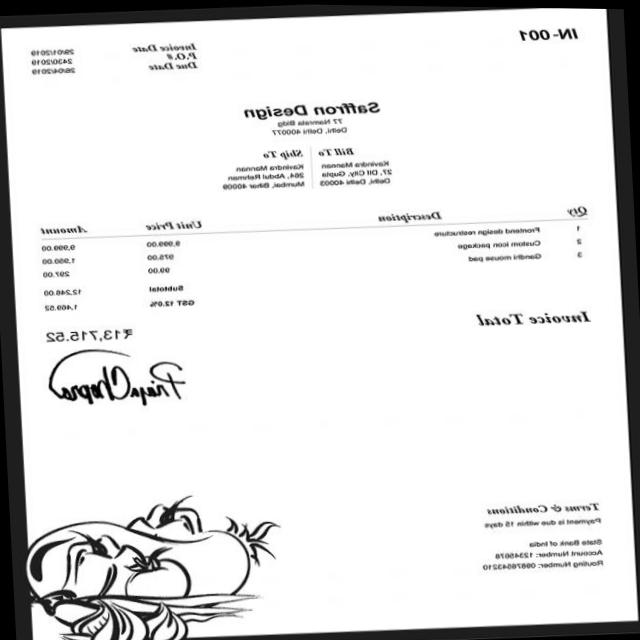 IN-001
Invoice Date 29/01/2019
P.O.# 2430/2019
Due Date 26/04/2019
Saffron Design
77 Namrata Bldg
Delhi, Delhi 400077
Bill To Ship To
Kavindra Mannan Kavindra Mannan
27, Dlf City, Gupta 264, Abdul Rehman
Delhi, Delhi 40003 Mumbai, Bihar 40009
Qty Description Unit Price Amount
1 Frontend design restructure 9,999.00 9,999.00
2 Custom icon package 975.00 1,950.00
3 Gandhi mouse pad 99.00 297.00
Subtotal 12,246.00
GST 12.0% 1,469.52
Invoice Total ₹13,715.52
Priya Chopra
Terms & Conditions
Payment is due within 15 days
State Bank of India
Account Number: 12345678
Routing Number: 09876543210